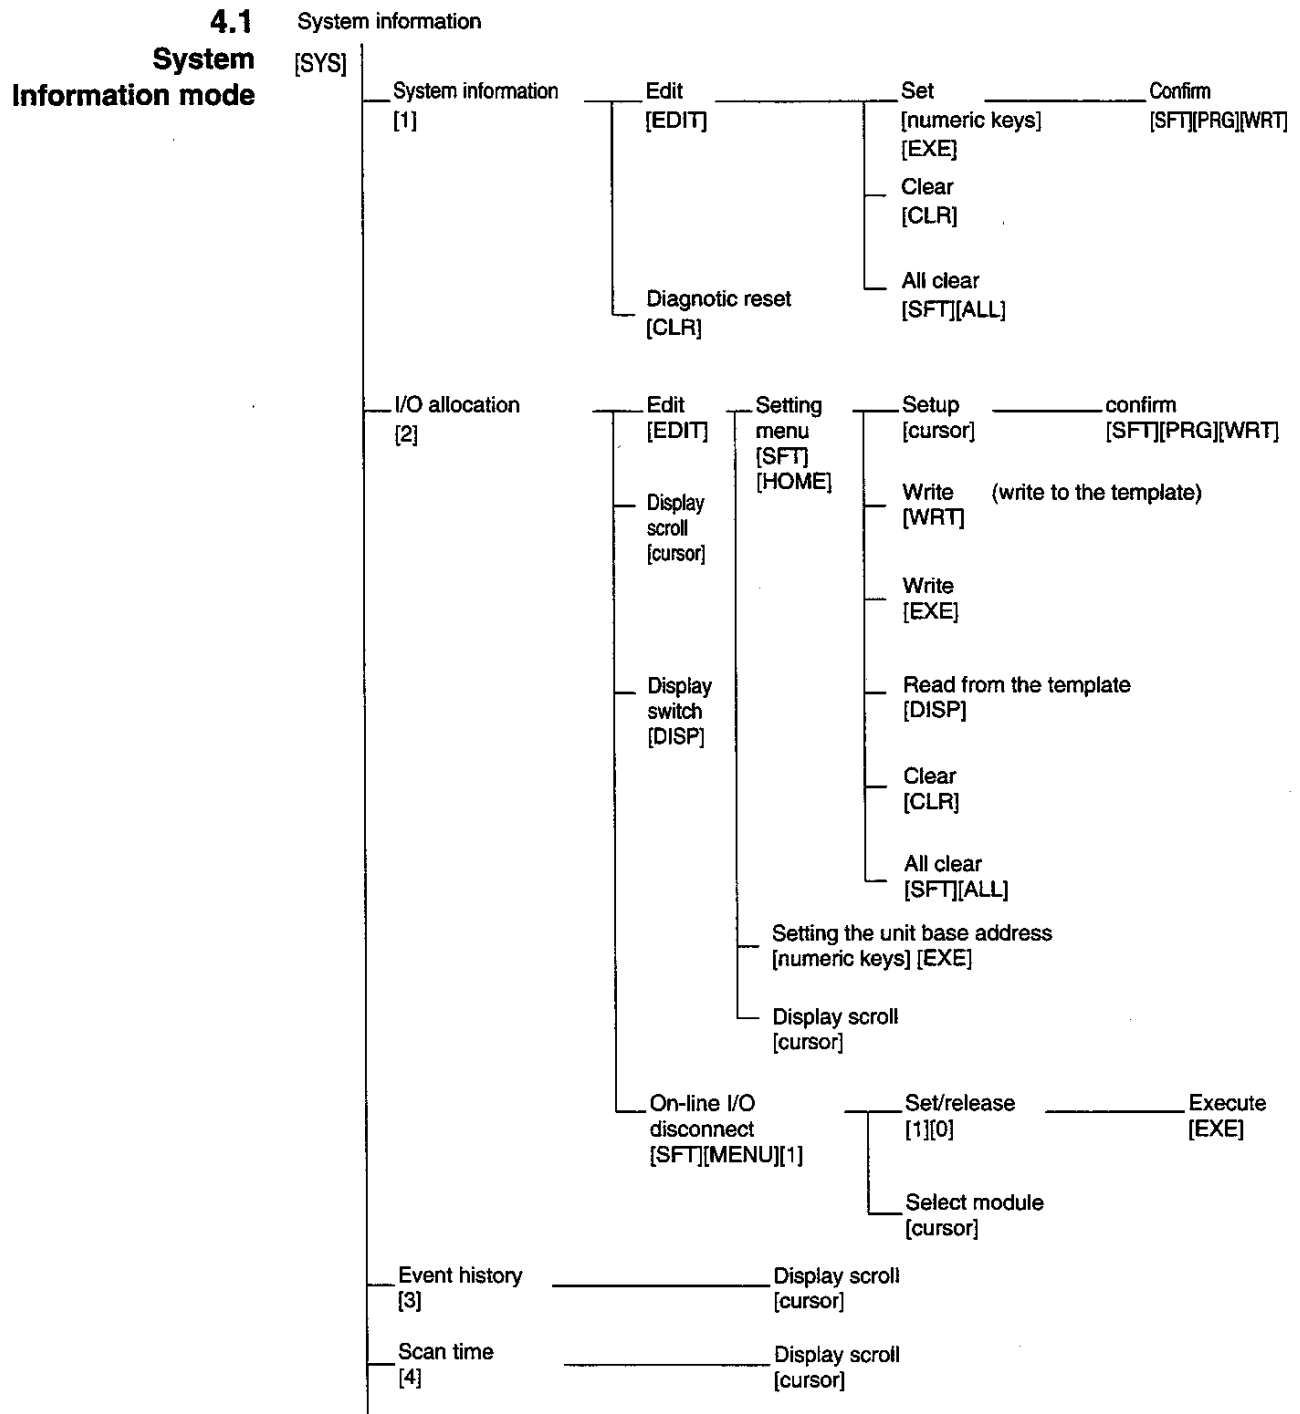 4.1
System
Information mode
System information
[SYS]
System information
[1]
Edit
[EDIT]
Set
[numeric keys]
[EXE]
Confirm
[SFT][PRG][WRT]
Clear
[CLR]
All clear
[SFT][ALL]
Diagnotic reset
[CLR]
I/O allocation
[2]
Edit
[EDIT]
Setting
menu
[SFT]
[HOME]
Setup
[cursor]
confirm
[SFT][PRG][WRT]
Display
scroll
[cursor]
Write (write to the template)
[WRT]
Write
[EXE]
Display
switch
[DISP]
Read from the template
[DISP]
Clear
[CLR]
All clear
[SFT][ALL]
Setting the unit base address
[numeric keys] [EXE]
Display scroll
[cursor]
On-line I/O
disconnect
[SFT][MENU][1]
Set/release
[1][0]
Execute
[EXE]
Select module
[cursor]
Event history
[3]
Display scroll
[cursor]
Scan time
[4]
Display scroll
[cursor]